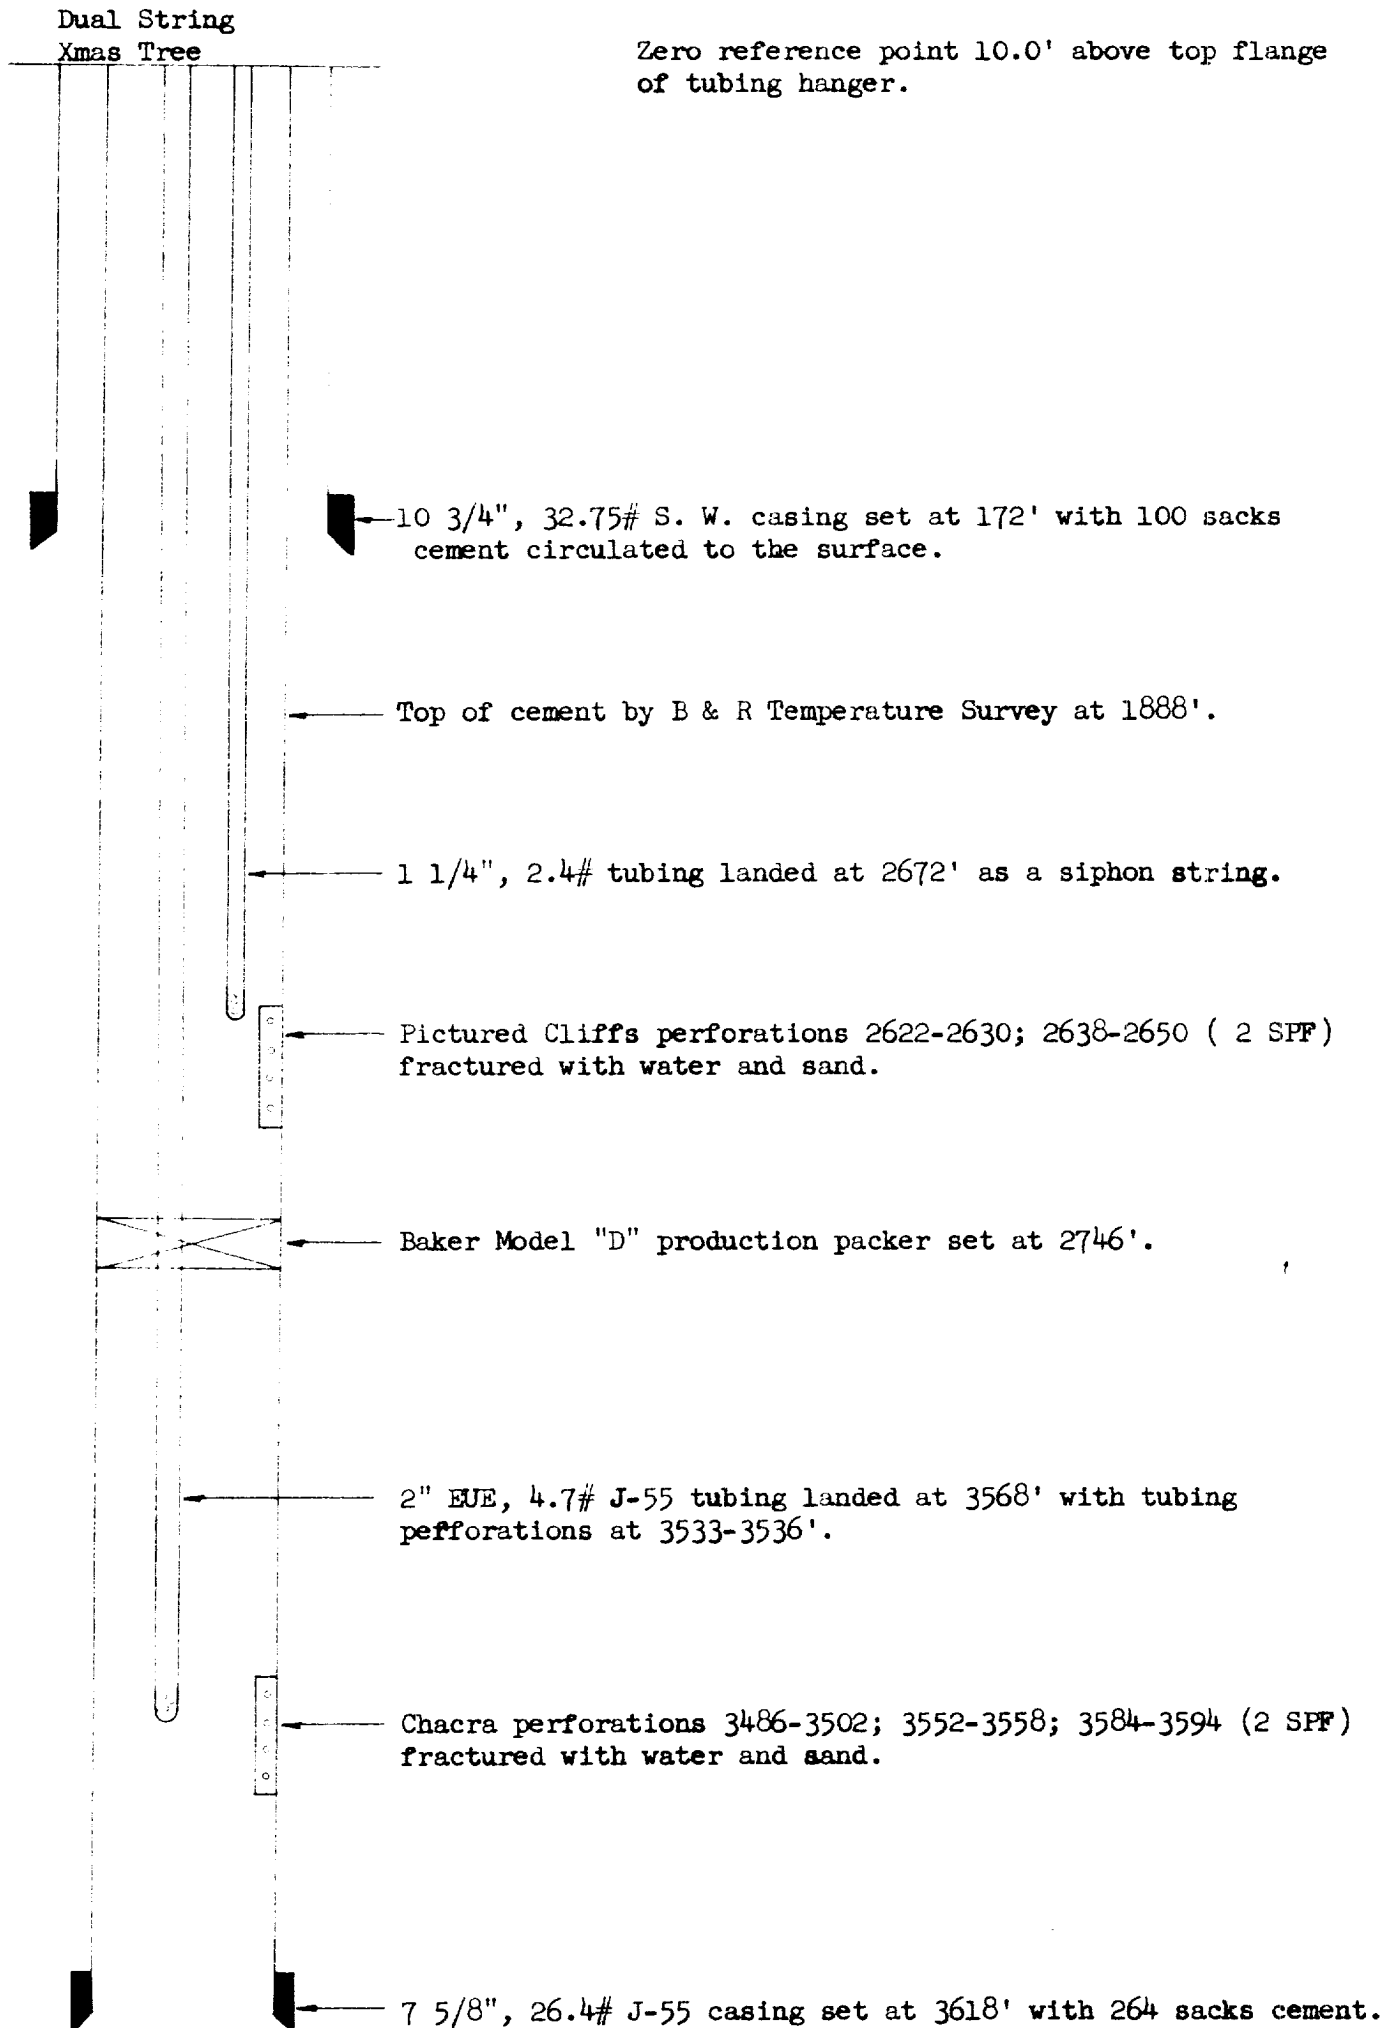 Dual String
Xmas Tree
Zero reference point 10.0' above top flange
of tubing hanger.
10 3/4", 32.75# S. W. casing set at 172' with 100 sacks
cement circulated to the surface.
Top of cement by B & R Temperature Survey at 1888'.
1 1/4", 2.4# tubing landed at 2672' as a siphon string.
Pictured Cliffs perforations 2622-2630; 2638-2650 ( 2 SPF)
fractured with water and sand.
Baker Model "D" production packer set at 2746'.
2" EUE, 4.7# J-55 tubing landed at 3568' with tubing
pefforations at 3533-3536'.
Chacra perforations 3486-3502; 3552-3558; 3584-3594 (2 SPF)
fractured with water and sand.
7 5/8", 26.4# J-55 casing set at 3618' with 264 sacks cement.